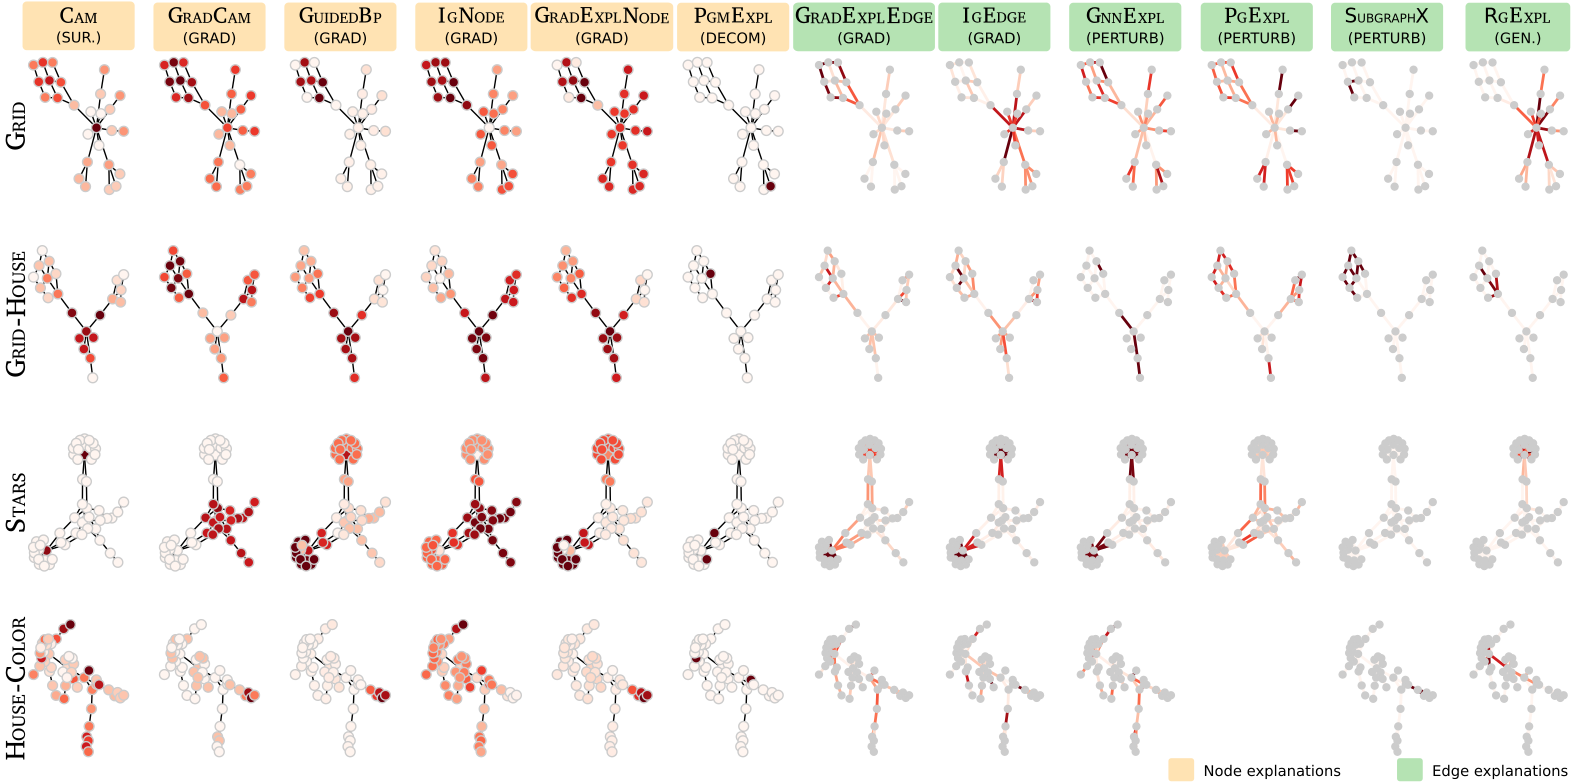 CAM
(SUR.)
GRADCAM
(GRAD)
GUIDEDBP
(GRAD)
IGNODE
(GRAD)
GRADEXPLNODE
(GRAD)
PGMEXPL
(DECOM)
GRADEXPLEDGE
(GRAD)
IGEDGE
(GRAD)
GNNEXPL
(PERTURB)
PGEXPL
(PERTURB)
SUBGRAPHX
(PERTURB)
RGEXPL
(GEN.)
GRID
GRID-HOUSE
STARS
HOUSE-COLOR
Node explanations
Edge explanations